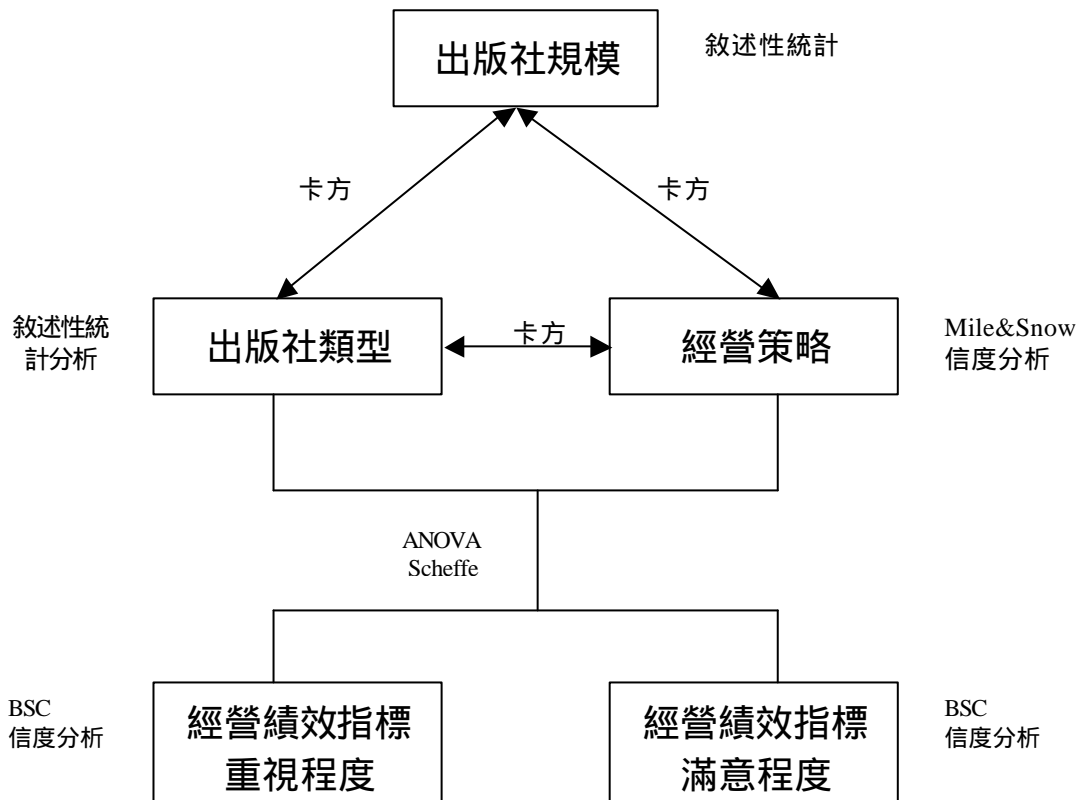 出版社規模
敘述性統計
卡方
卡方
敘述性統
計分析
出版社類型
卡方
經營策略
Mile&Snow
信度分析
ANOVA
Scheffe
BSC
信度分析
經營績效指標
重視程度
經營績效指標
滿意程度
BSC
信度分析